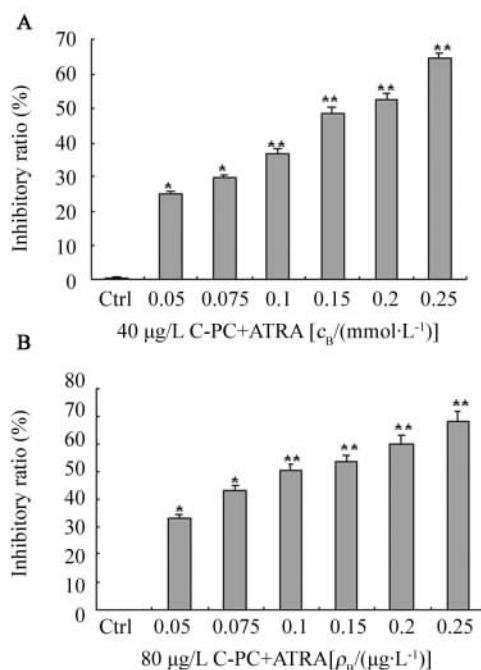 A
70
60
50
40
30
20
10
0
Inhibitory ratio (%)
* * ** ** ** **
Ctrl 0.05 0.075 0.1 0.15 0.2 0.25
40 μg/L C-PC+ATRA [c_B/(mmol·L⁻¹)]
B
80
70
60
50
40
30
20
10
0
Inhibitory ratio (%)
* * ** ** ** **
Ctrl 0.05 0.075 0.1 0.15 0.2 0.25
80 μg/L C-PC+ATRA[ρ_B/(μg·L⁻¹)]